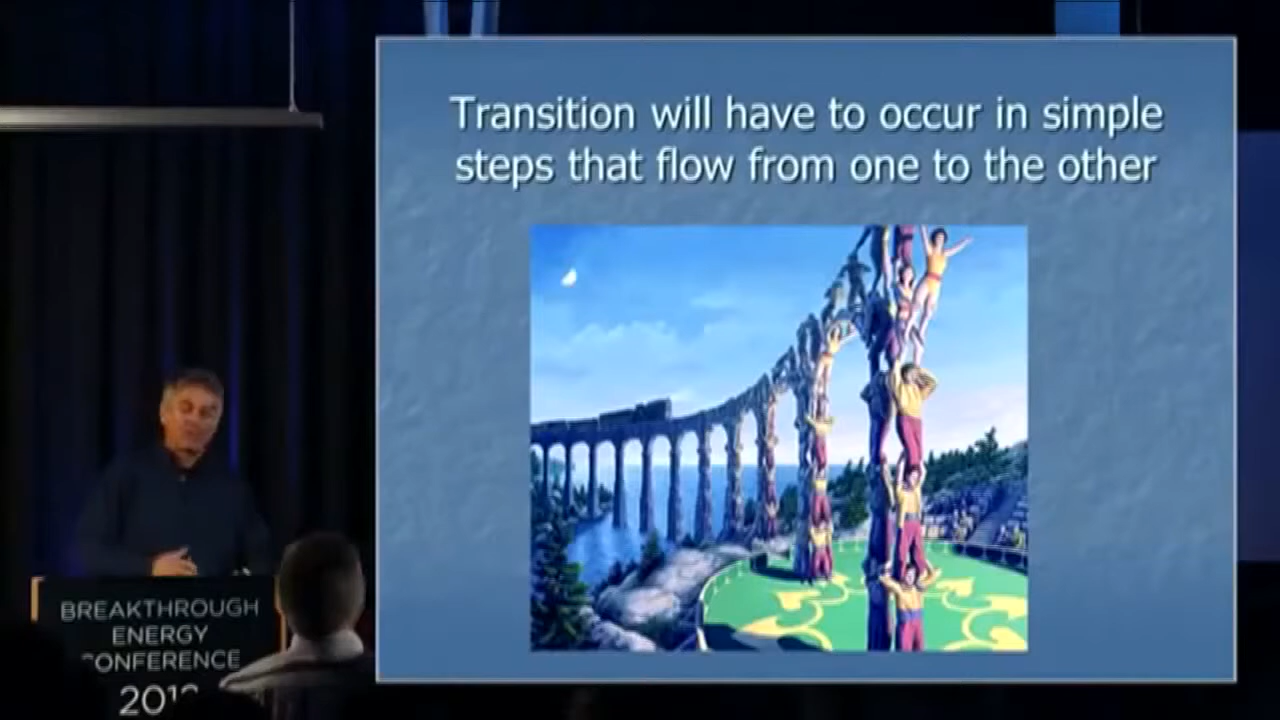 Transition will have to occur in simple
steps that flow from one to the other
BREAKTHROUGH
ENERGY
CONFERENCE